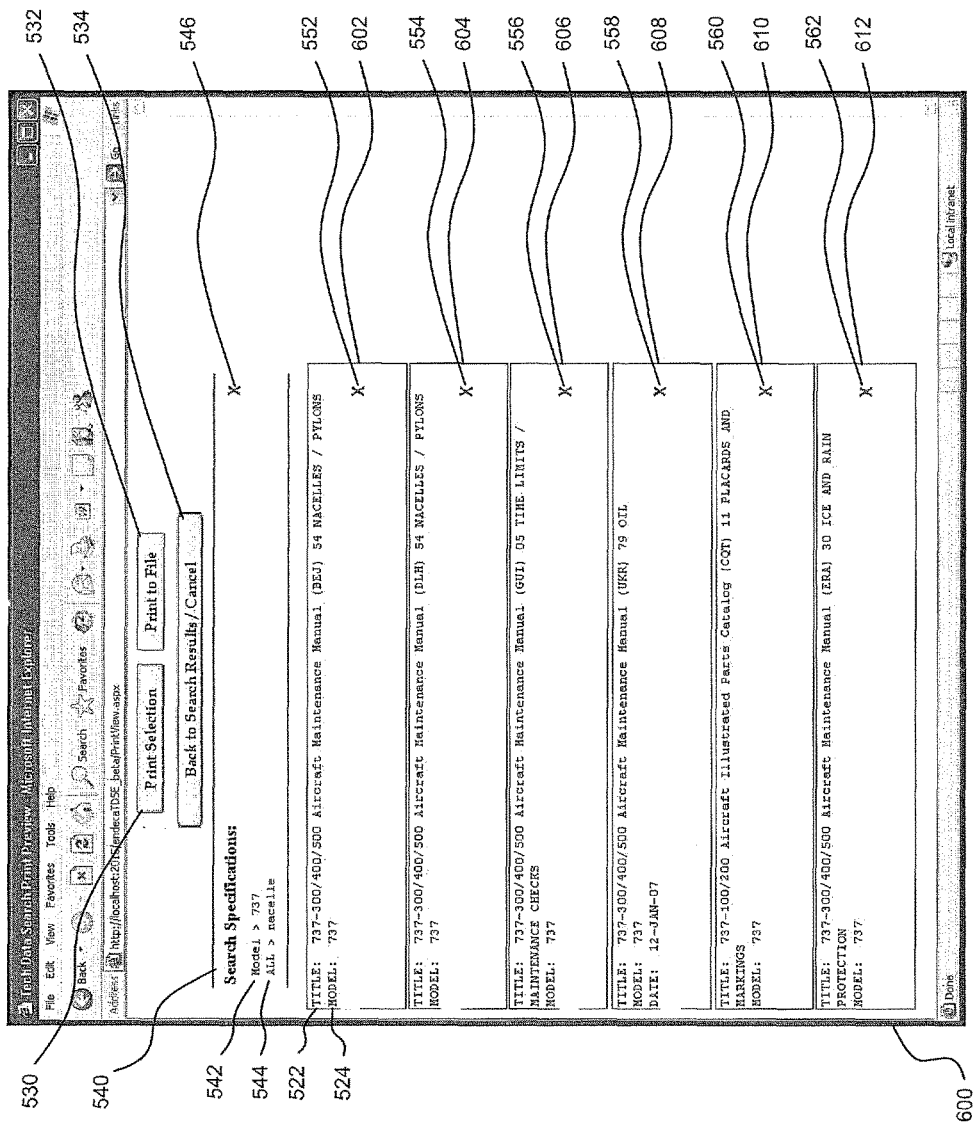 Tech Data Search Print Preview - Microsoft Internet Explorer
File Edit View Favorites Tools Help
Back Search Favorites
Address http://localhost:2015/endecaTDSE_beta/PrintView.aspx Go Links
Print Selection Print to File
Back to Search Results / Cancel
Search Specifications:
Model > 737
ALL > nacelle
X
TITLE: 737-300/400/500 Aircraft Maintenance Manual (BEJ) 54 NACELLES / PYLONS
MODEL: 737
X
TITLE: 737-300/400/500 Aircraft Maintenance Manual (DLH) 54 NACELLES / PYLONS
MODEL: 737
X
TITLE: 737-300/400/500 Aircraft Maintenance Manual (GUI) 05 TIME LIMITS /
MAINTENANCE CHECKS
MODEL: 737
X
TITLE: 737-300/400/500 Aircraft Maintenance Manual (UKR) 79 OIL
MODEL: 737
DATE: 12-JAN-07
X
TITLE: 737-100/200 Aircraft Illustrated Parts Catalog (CQT) 11 PLACARDS AND
MARKINGS
MODEL: 737
X
TITLE: 737-300/400/500 Aircraft Maintenance Manual (ERA) 30 ICE AND RAIN
PROTECTION
MODEL: 737
X
Done Local intranet
530
540
542
544
522
524
600
532
534
546
552
602
554
604
556
606
558
608
560
610
562
612